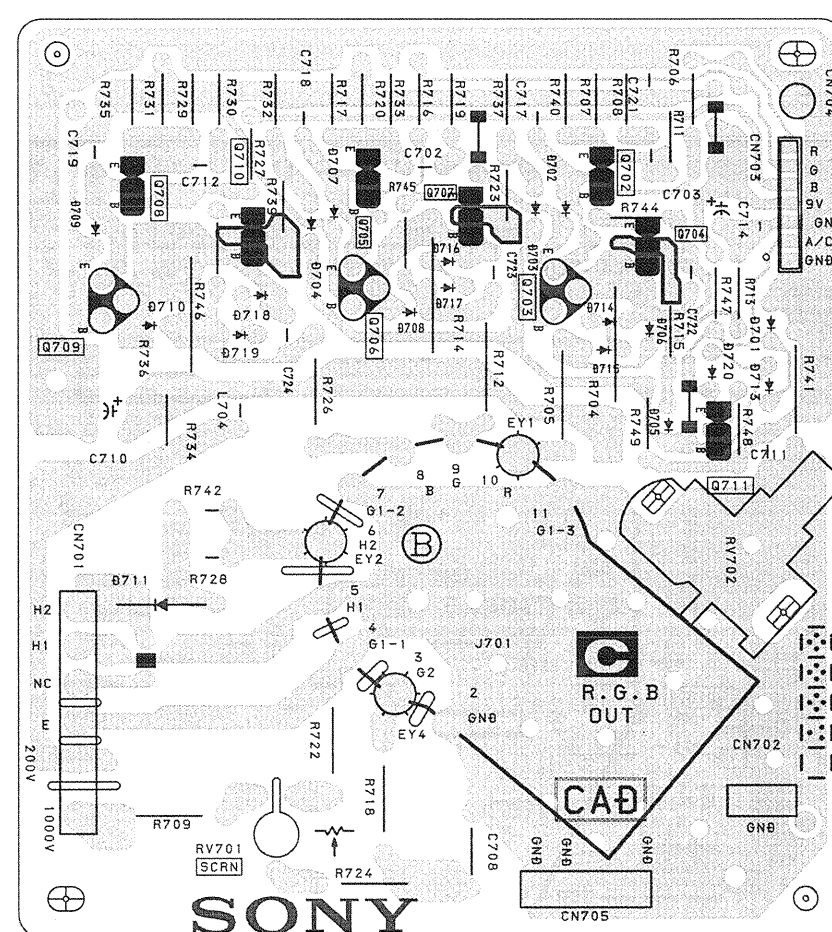 R735
R731
R729
R730
R732
C718
R717
R720
R733
R716
R719
R737
C717
R740
R707
R708
C721
R706
R711
C719
E
Q708
B
C712
Q710
R727
R739
D707
E
Q705
B
R745
C702
Q707
R723
D702
E
Q702
B
R744
C703
+
Q704
CN703
C714
R
G
B
9V
A/C
GND
D709
E
B
Q709
D710
R746
R736
D718
D719
D704
C724
E
B
Q706
D716
D717
D708
R714
C723
D703
E
Q703
B
R712
D714
D715
D706
R715
C722
R747
R713
D701
D720
D713
R741
+
C710
R734
L704
R726
R705
R704
R749
D705
R748
C711
Q711
EY1
8
B
9
G
10
R
11
G1-3
R742
7
G1-2
6
H2
EY2
B
RV702
CN701
D711
R728
5
H1
4
G1-1
J701
3
G2
2
GND
EY4
H2
H1
NC
E
200V
1000V
C
R.G.B
OUT
R722
R718
CN702
GND
CAD
R709
RV701
SCRN
R724
C708
GND
GND
GND
CN705
SONY